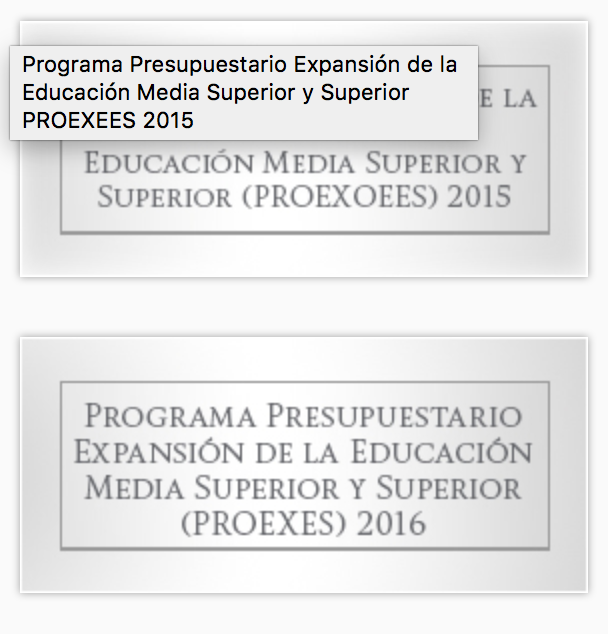 Programa Presupuestario Expansión de la
Educación Media Superior y Superior
PROEXEES 2015
E LA
EDUCACIÓN MEDIA SUPERIOR Y
SUPERIOR (PROEXOEES) 2015
PROGRAMA PRESUPUESTARIO
EXPANSIÓN DE LA EDUCACIÓN
MEDIA SUPERIOR Y SUPERIOR
(PROEXES) 2016